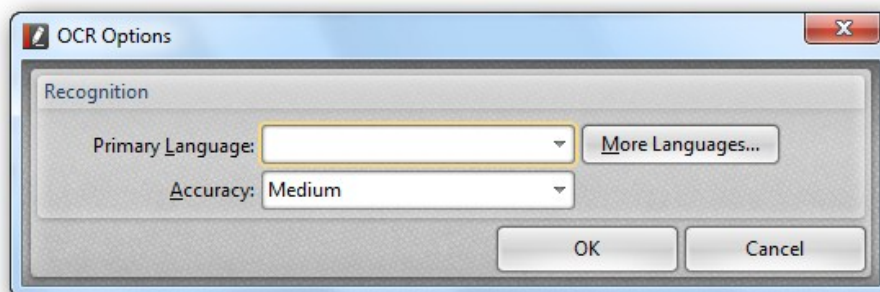 OCR Options
Recognition
Primary Language: More Languages...
Accuracy: Medium
OK Cancel